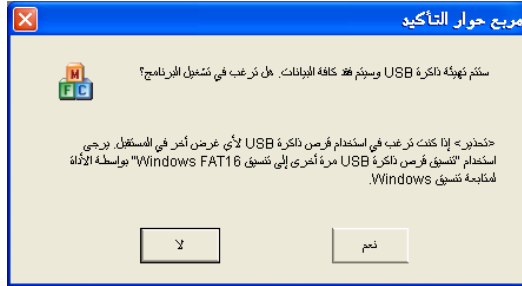 مربع حوار التأكيد
ستتم تهيئة ذاكرة USB وسيتم فقد كافة البيانات. هل ترغب في تشغيل البرنامج؟
M
F C
<تحذير> إذا كنت ترغب في استخدام قرص ذاكرة USB لأي غرض أخر في المستقبل. يرجى
استخدام "تنسيق قرص ذاكرة USB مرة أخرى إلى تنسيق Windows FAT16" بواسطة الأداة
لمتابعة تنسيق Windows.
نعم
لا